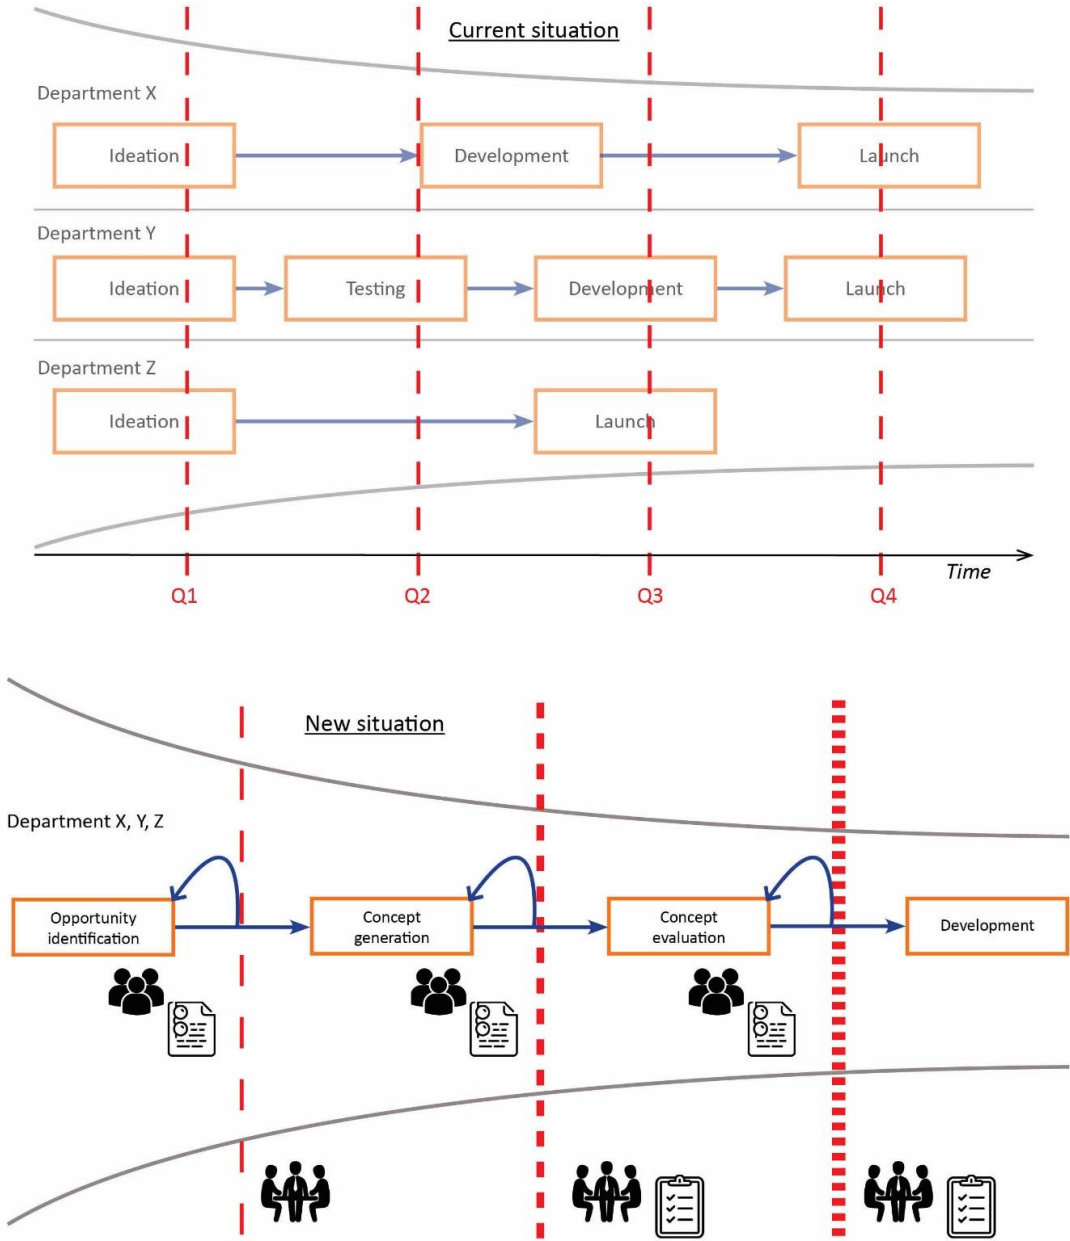 Current situation
Department X
Ideation
Development
Launch
Department Y
Ideation
Testing
Development
Launch
Department Z
Ideation
Launch
Time
Q1
Q2
Q3
Q4
New situation
Department X, Y, Z
Opportunity
identification
Concept
generation
Concept
evaluation
Development